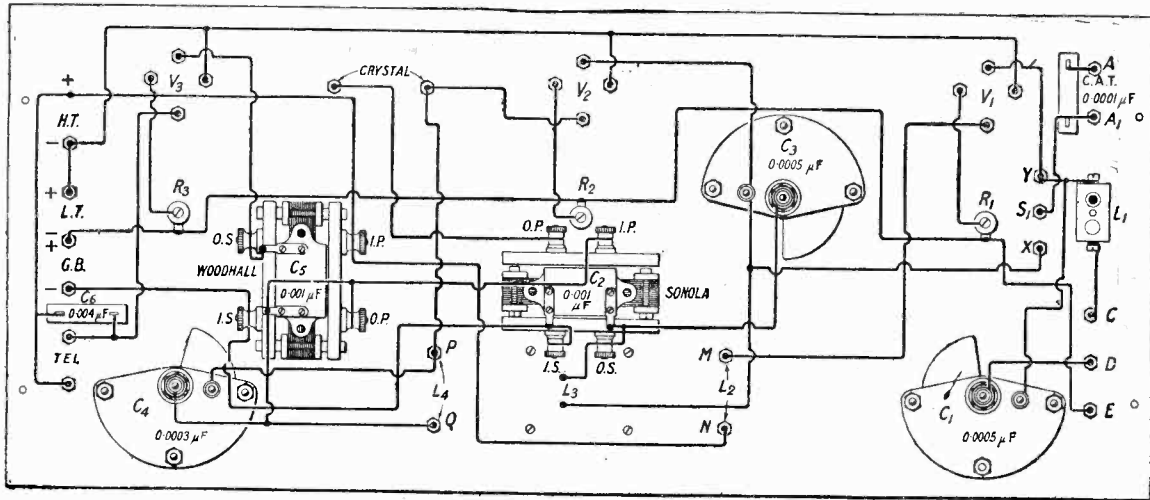 CRYSTAL
V3
V2
V1
A
C.A.T.
0.0001 μF
A1
+
H.T.
-
+
L.T.
-
+
G.B.
-
C6
0.004 μF
TEL
R3
O.S
I.P.
WOODHALL
C5
0.001 μF
I.S
O.P.
R2
O.P.
I.P.
C2
0.001
μF
SONOLA
I.S.
O.S.
C3
0.0005 μF
R1
Y
S1
X
L1
C
D
E
P
L4
Q
L3
M
L2
N
C4
0.0003 μF
C1
0.0005 μF